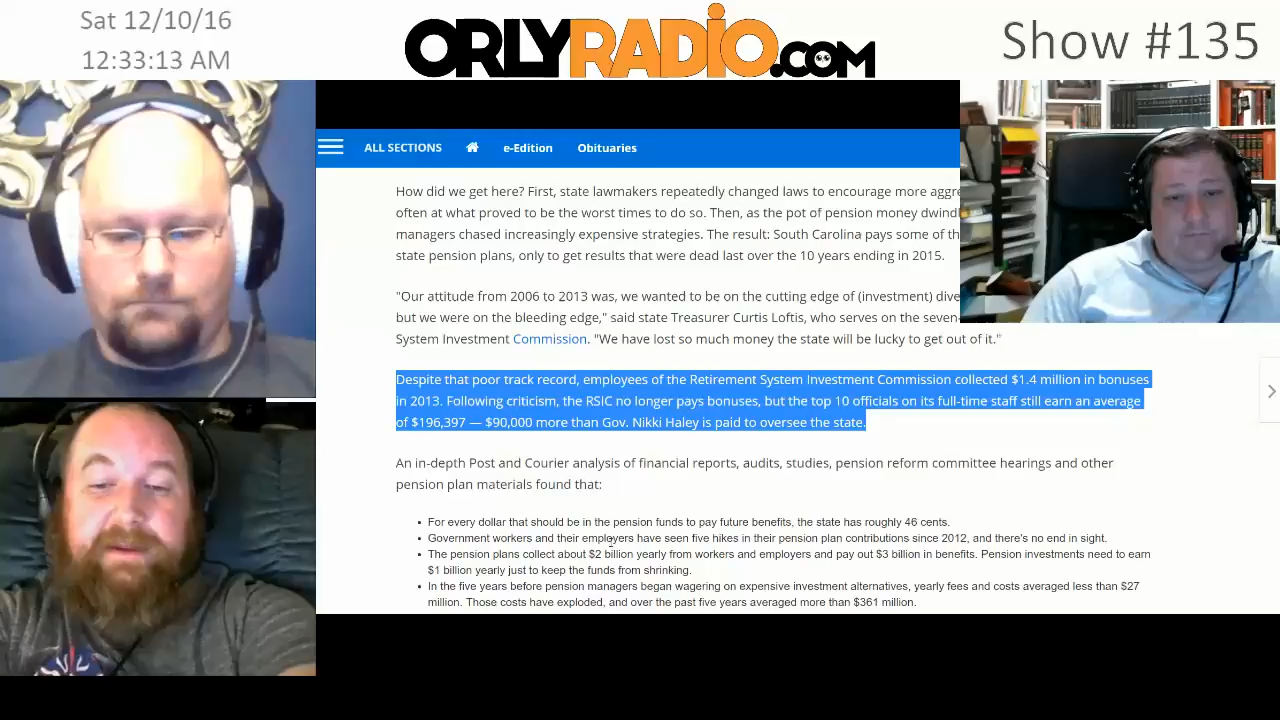 Sat 12/10/16
12:33:13 AM
ORLYRADIO.COM
Show #135
ALL SECTIONS e-Edition Obituaries
How did we get here? First, state lawmakers repeatedly changed laws to encourage more
often at what proved to be the worst times to do so. Then, as the pot of pension money
managers chased increasingly expensive strategies. The result: South Carolina pays some of
state pension plans, only to get results that were dead last over the 10 years ending in 2015.
"Our attitude from 2006 to 2013 was, we wanted to be on the cutting edge of (investment)
but we were on the bleeding edge," said state Treasurer Curtis Loftis, who serves on the seven-
System Investment Commission. "We have lost so much money the state will be lucky to get out of it."
Despite that poor track record, employees of the Retirement System Investment Commission collected $1.4 million in bonuses
in 2013. Following criticism, the RSIC no longer pays bonuses, but the top 10 officials on its full-time staff still earn an average
of $196,397 — $90,000 more than Gov. Nikki Haley is paid to oversee the state.
An in-depth Post and Courier analysis of financial reports, audits, studies, pension reform committee hearings and other
pension plan materials found that:
• For every dollar that should be in the pension funds to pay future benefits, the state has roughly 46 cents.
• Government workers and their employers have seen five hikes in their pension plan contributions since 2012, and there's no end in sight.
• The pension plans collect about $2 billion yearly from workers and employers and pay out $3 billion in benefits. Pension investments need to earn
$1 billion yearly just to keep the funds from shrinking.
• In the five years before pension managers began wagering on expensive investment alternatives, yearly fees and costs averaged less than $27
million. Those costs have exploded, and over the past five years averaged more than $361 million.